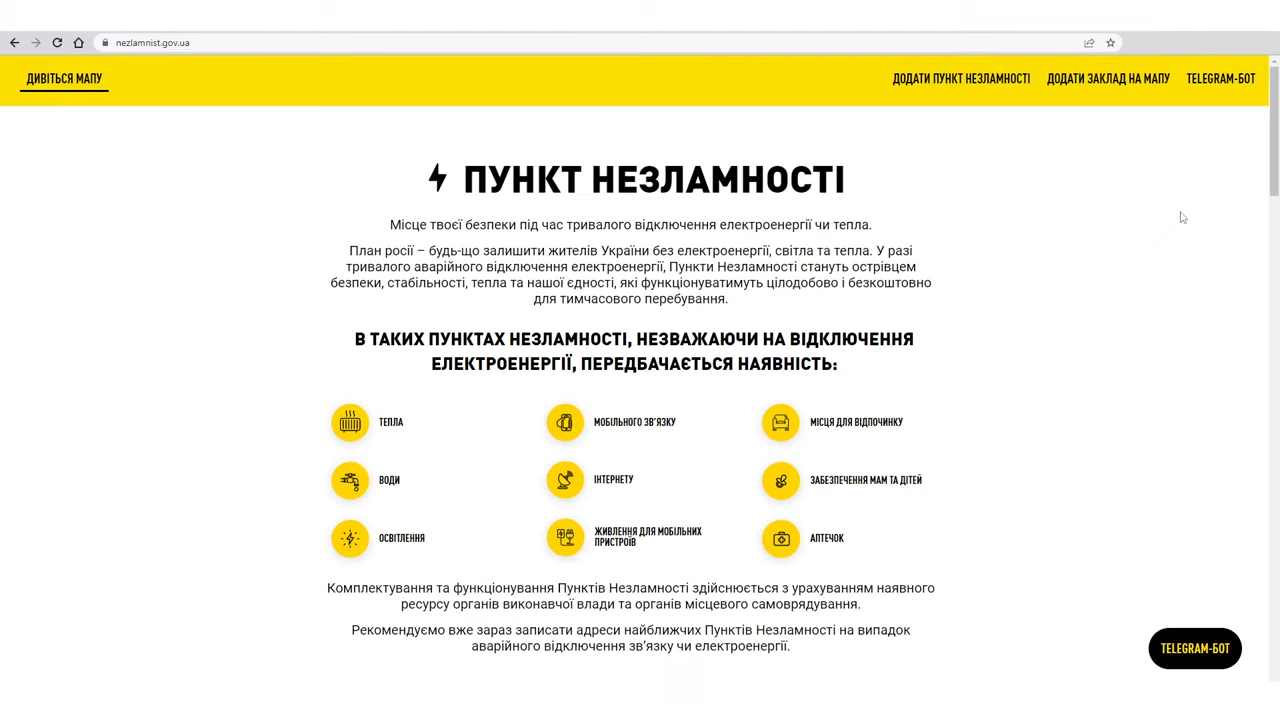 nezlamnist.gov.ua
ДИВІТЬСЯ МАПУ
ДОДАТИ ПУНКТ НЕЗЛАМНОСТІ
ДОДАТИ ЗАКЛАД НА МАПУ
TELEGRAM-БОТ
ПУНКТ НЕЗЛАМНОСТІ
Місце твоєї безпеки під час тривалого відключення електроенергії чи тепла.
План росії – будь-що залишити жителів України без електроенергії, світла та тепла. У разі
тривалого аварійного відключення електроенергії, Пункти Незламності стануть острівцем
безпеки, стабільності, тепла та нашої єдності, які функціонуватимуть цілодобово і безкоштовно
для тимчасового перебування.
В ТАКИХ ПУНКТАХ НЕЗЛАМНОСТІ, НЕЗВАЖАЮЧИ НА ВІДКЛЮЧЕННЯ
ЕЛЕКТРОЕНЕРГІЇ, ПЕРЕДБАЧАЄТЬСЯ НАЯВНІСТЬ:
ТЕПЛА
МОБІЛЬНОГО ЗВ'ЯЗКУ
МІСЦЯ ДЛЯ ВІДПОЧИНКУ
ВОДИ
ІНТЕРНЕТУ
ЗАБЕЗПЕЧЕННЯ МАМ ТА ДІТЕЙ
ОСВІТЛЕННЯ
ЖИВЛЕННЯ ДЛЯ МОБІЛЬНИХ
ПРИСТРОЇВ
АПТЕЧОК
Комплектування та функціонування Пунктів Незламності здійснюється з урахуванням наявного
ресурсу органів виконавчої влади та органів місцевого самоврядування.
Рекомендуємо вже зараз записати адреси найближчих Пунктів Незламності на випадок
аварійного відключення зв'язку чи електроенергії.
TELEGRAM-БОТ